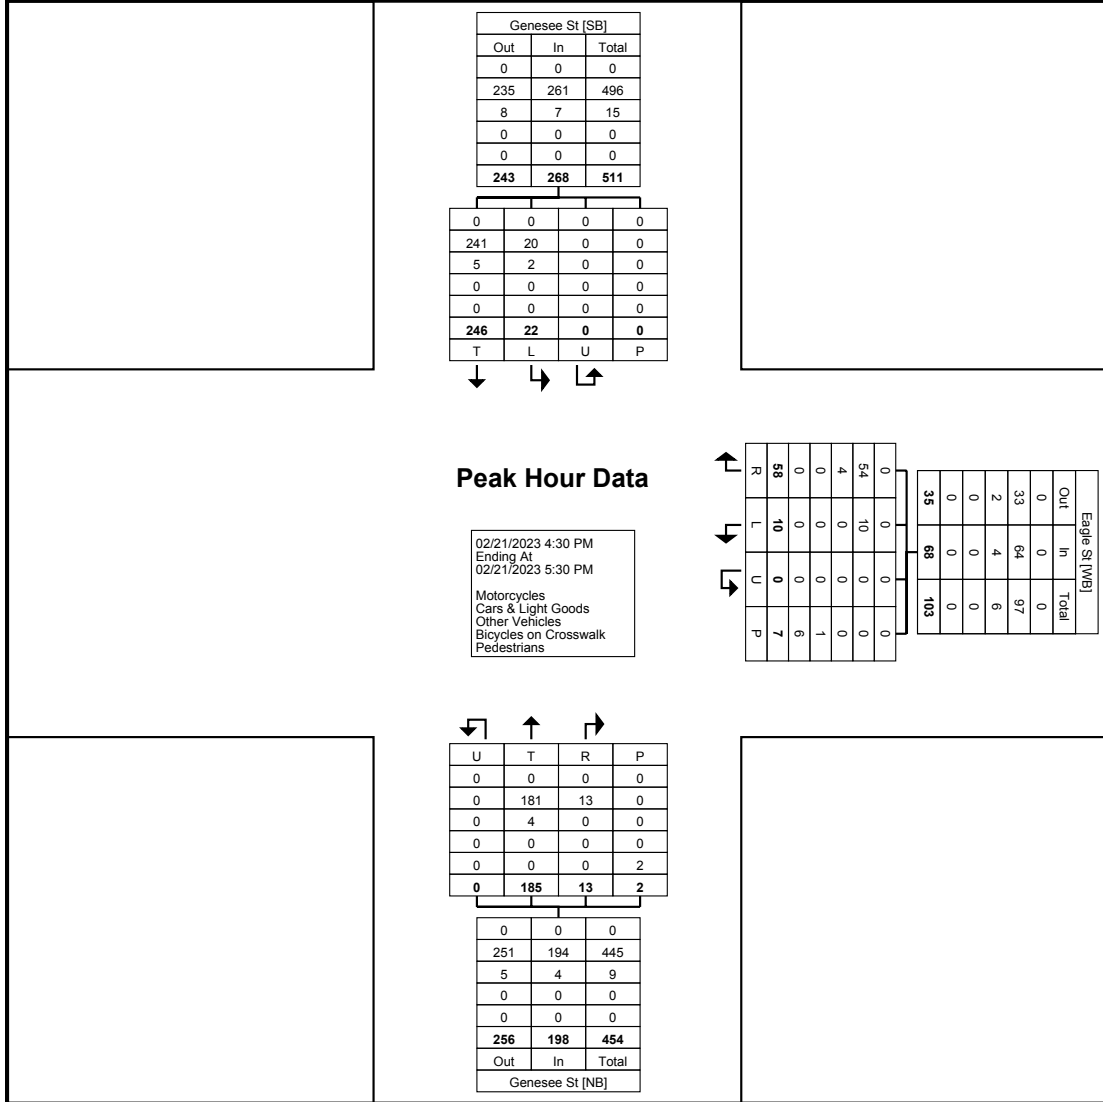 Genesee St [SB]
Out In Total
0 0 0
235 261 496
8 7 15
0 0 0
0 0 0
243 268 511
0 0 0 0
241 20 0 0
5 2 0 0
0 0 0 0
0 0 0 0
246 22 0 0
T L U P
Peak Hour Data
02/21/2023 4:30 PM
Ending At
02/21/2023 5:30 PM
Motorcycles
Cars & Light Goods
Other Vehicles
Bicycles on Crosswalk
Pedestrians
Eagle St [WB]
Out In Total
0 0 0
33 64 97
2 4 6
0 0 0
0 0 0
35 68 103
0 0 0 0
54 10 0 0
4 0 0 0
0 0 0 1
0 0 0 6
58 10 0 7
R L U P
U T R P
0 0 0 0
0 181 13 0
0 4 0 0
0 0 0 0
0 0 0 2
0 185 13 2
0 0 0
251 194 445
5 4 9
0 0 0
0 0 0
256 198 454
Out In Total
Genesee St [NB]